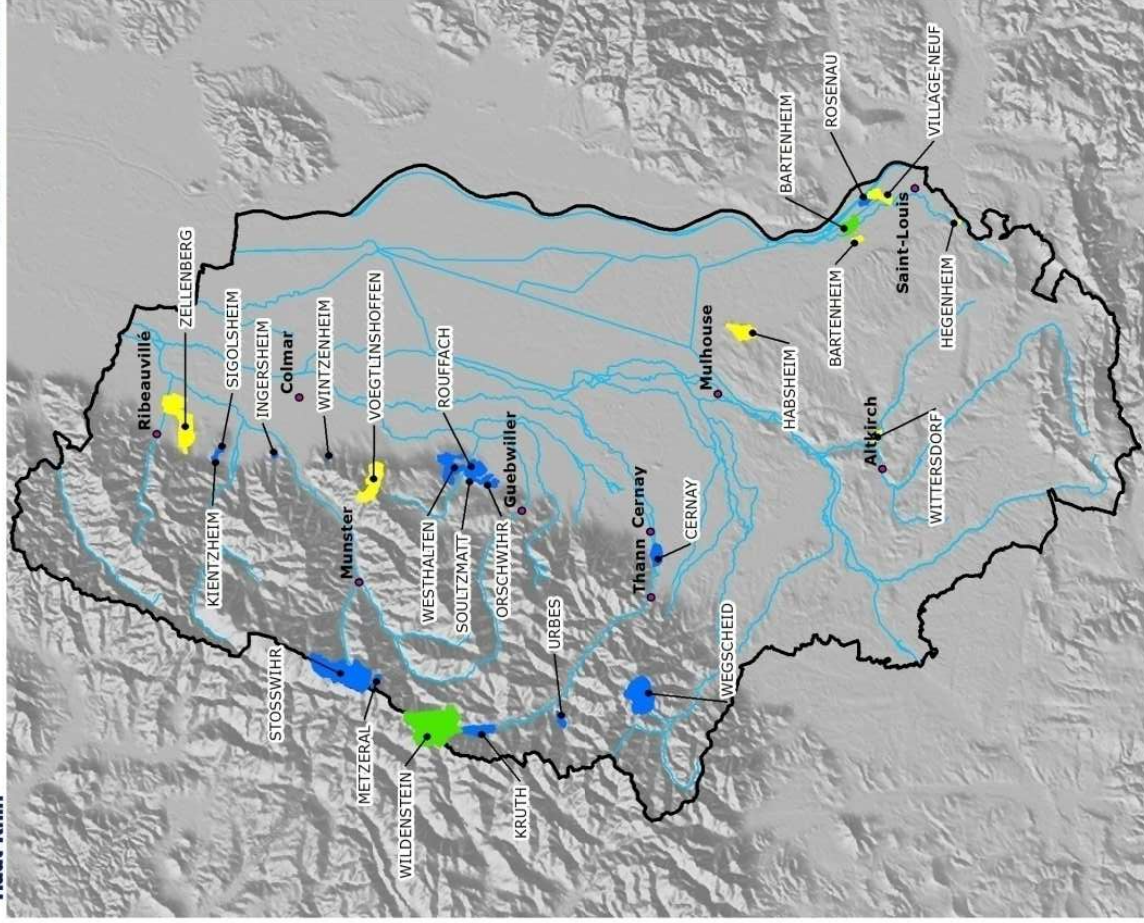 Ribeauvillé
ZELLENBERG
SIGOLSHEIM
INGERSHEIM
Colmar
KIENTZHEIM
WINTZENHEIM
VOEGTLINSHOFFEN
ROUFFACH
Munster
WESTHALTEN
SOULTZMATT
ORSCHWIHR
Guebwiller
STOSSWIHR
METZERAL
WILDENSTEIN
KRUTH
URBES
Thann
Cernay
CERNAY
WEGSCHEID
Mulhouse
HABSHEIM
BARTENHEIM
ROSENAU
VILLAGE-NEUF
BARTENHEIM
Saint-Louis
HEGENHEIM
Altkirch
WITTERSDORF